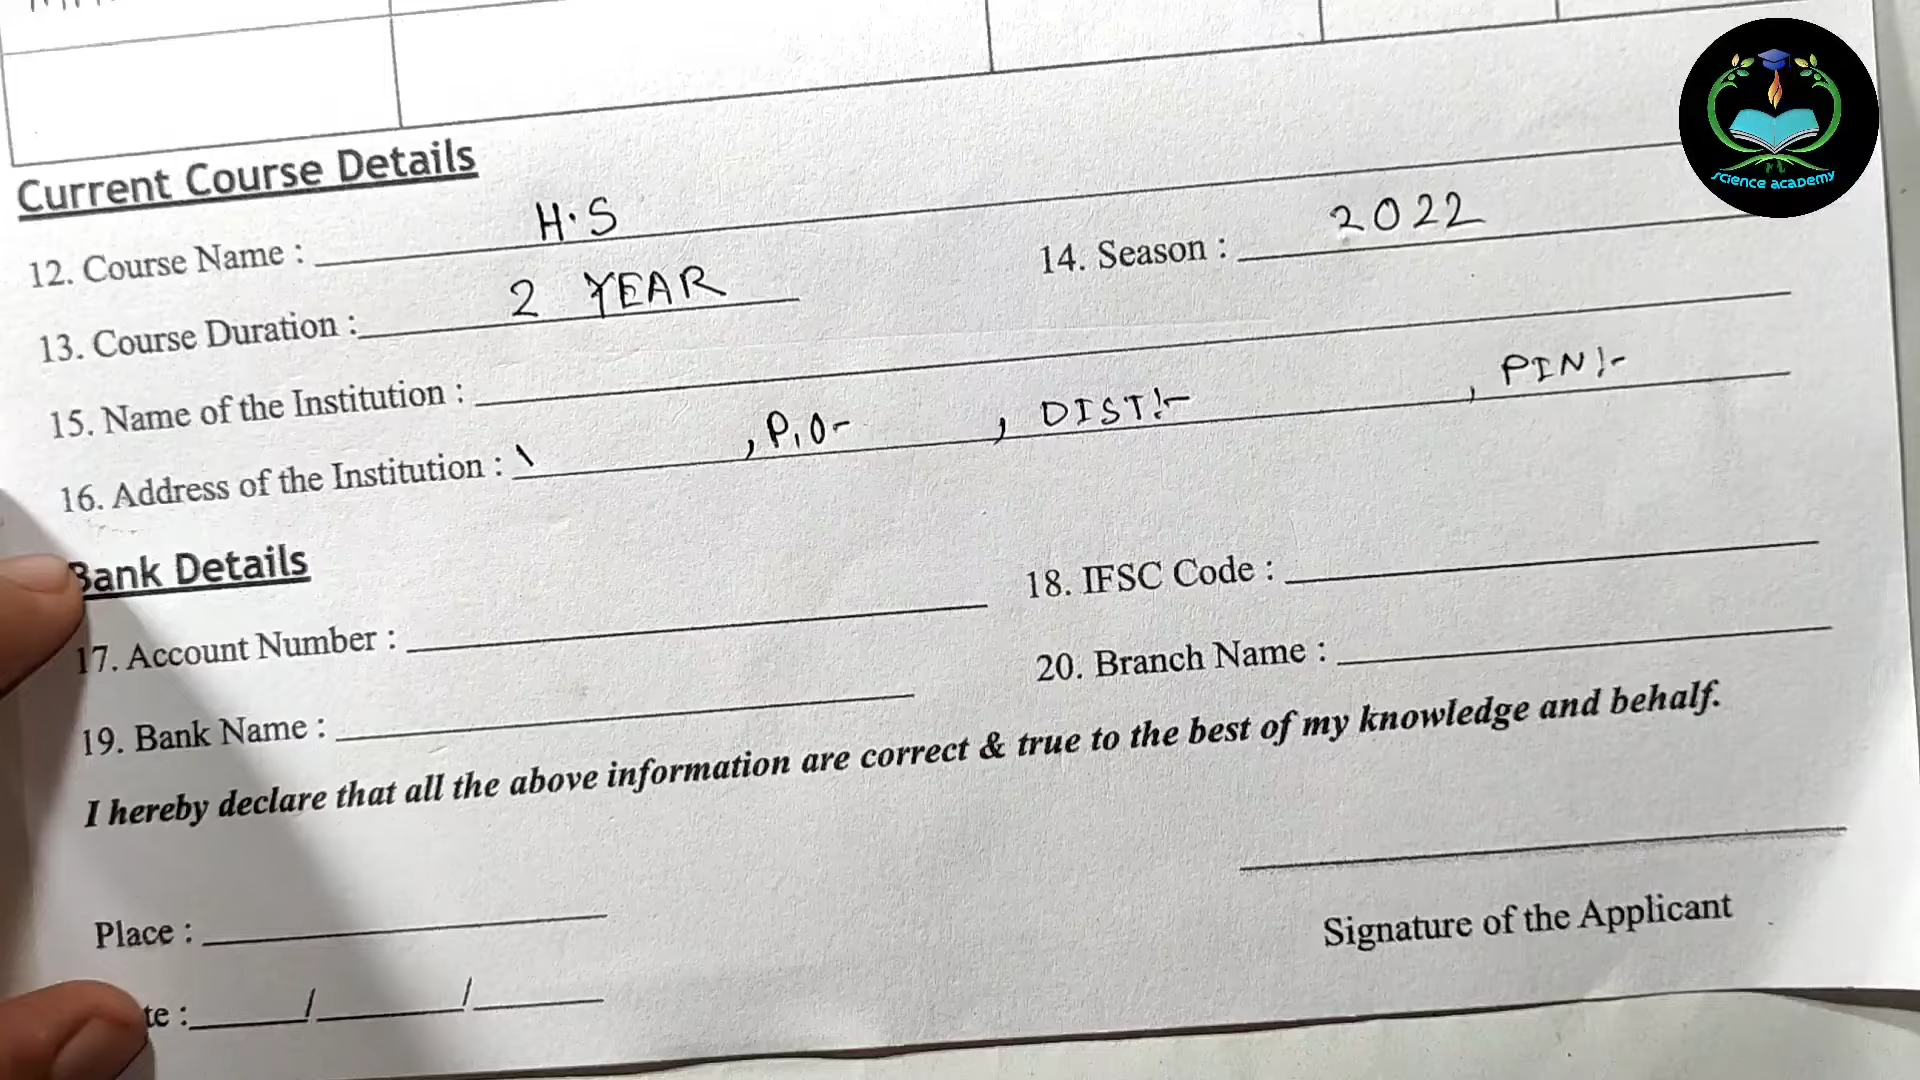 Current Course Details
12. Course Name : H.S
13. Course Duration : 2 YEAR 14. Season : 2022
15. Name of the Institution :
16. Address of the Institution : , P.O- , DIST:- , PIN:-
Bank Details
17. Account Number : 18. IFSC Code :
19. Bank Name : 20. Branch Name :
I hereby declare that all the above information are correct & true to the best of my knowledge and behalf.
Place :
Signature of the Applicant
te : / /
SCIENCE ACADEMY